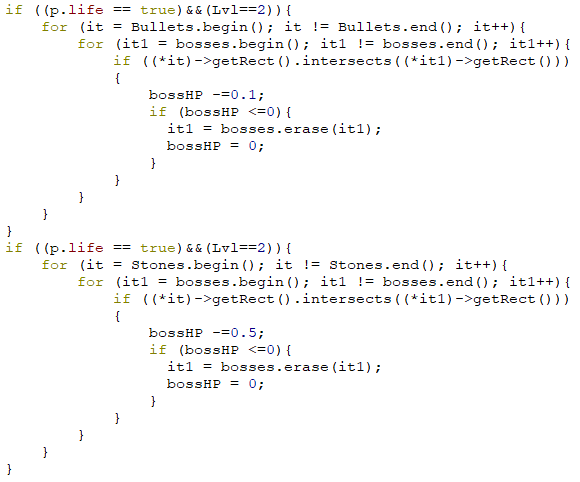 if ((p.life == true)&&(Lvl==2)){
    for (it = Bullets.begin(); it != Bullets.end(); it++){
        for (it1 = bosses.begin(); it1 != bosses.end(); it1++){
            if ((*it)->getRect().intersects((*it1)->getRect()))
            {
                bossHP -=0.1;
                if (bossHP <=0){
                  it1 = bosses.erase(it1);
                  bossHP = 0;
                }
            }
        }
    }
}
if ((p.life == true)&&(Lvl==2)){
    for (it = Stones.begin(); it != Stones.end(); it++){
        for (it1 = bosses.begin(); it1 != bosses.end(); it1++){
            if ((*it)->getRect().intersects((*it1)->getRect()))
            {
                bossHP -=0.5;
                if (bossHP <=0){
                  it1 = bosses.erase(it1);
                  bossHP = 0;
                }
            }
        }
    }
}